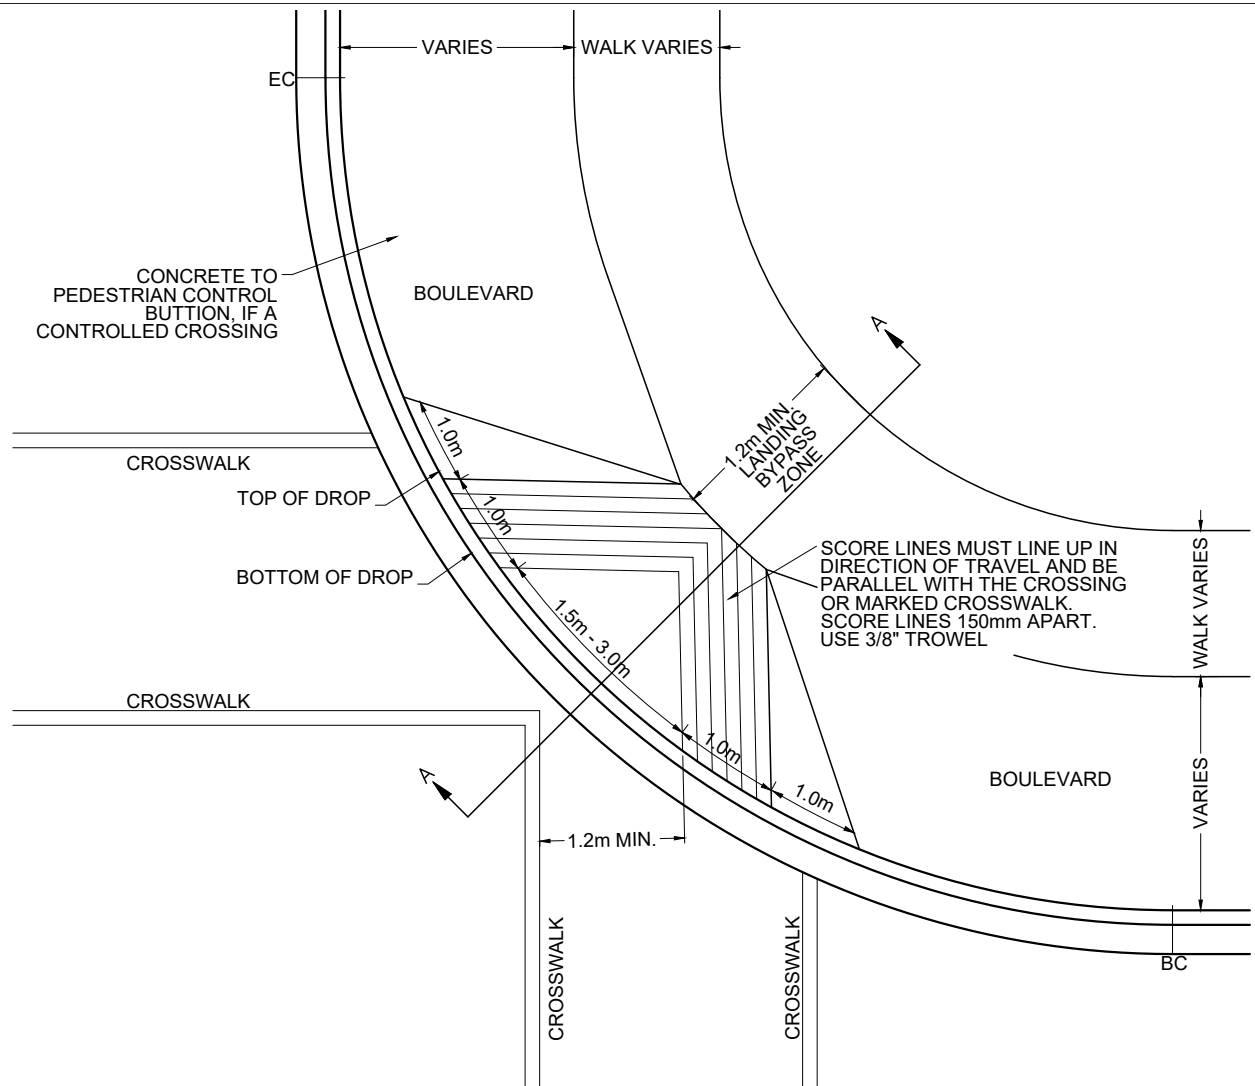 VARIES
WALK VARIES
EC
CONCRETE TO
PEDESTRIAN CONTROL
BUTTION, IF A
CONTROLLED CROSSING
BOULEVARD
A
1.2m MIN.
LANDING
BYPASS
ZONE
1.0m
CROSSWALK
TOP OF DROP
1.0m
BOTTOM OF DROP
SCORE LINES MUST LINE UP IN
DIRECTION OF TRAVEL AND BE
PARALLEL WITH THE CROSSING
OR MARKED CROSSWALK.
SCORE LINES 150mm APART.
USE 3/8" TROWEL
WALK VARIES
1.5m - 3.0m
CROSSWALK
1.0m
A
1.0m
BOULEVARD
VARIES
1.2m MIN.
CROSSWALK
CROSSWALK
BC